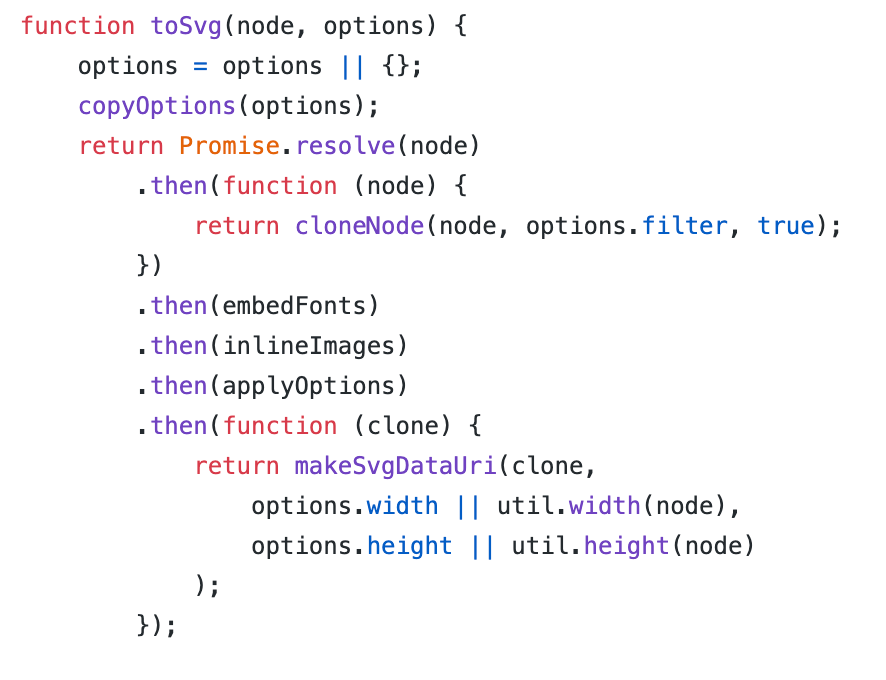 function toSvg(node, options) {
    options = options || {};
    copyOptions(options);
    return Promise.resolve(node)
        .then(function (node) {
            return cloneNode(node, options.filter, true);
        })
        .then(embedFonts)
        .then(inlineImages)
        .then(applyOptions)
        .then(function (clone) {
            return makeSvgDataUri(clone,
                options.width || util.width(node),
                options.height || util.height(node)
            );
        });